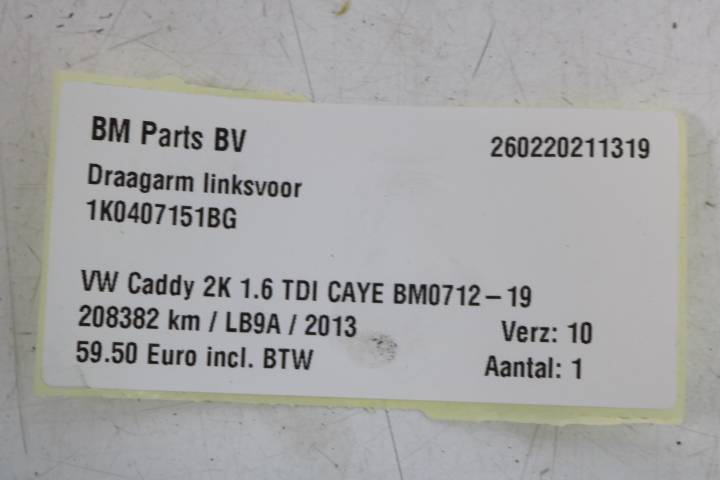 BM Parts BV 260220211319
Draagarm linksvoor
1K0407151BG
VW Caddy 2K 1.6 TDI CAYE BM0712-19
208382 km / LB9A / 2013 Verz: 10
59.50 Euro incl. BTW Aantal: 1